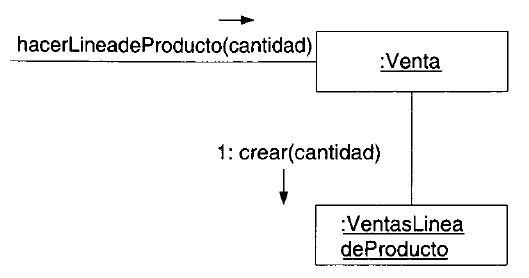 hacerLineadeProducto(cantidad)
:Venta
1: crear(cantidad)
:VentasLinea
deProducto